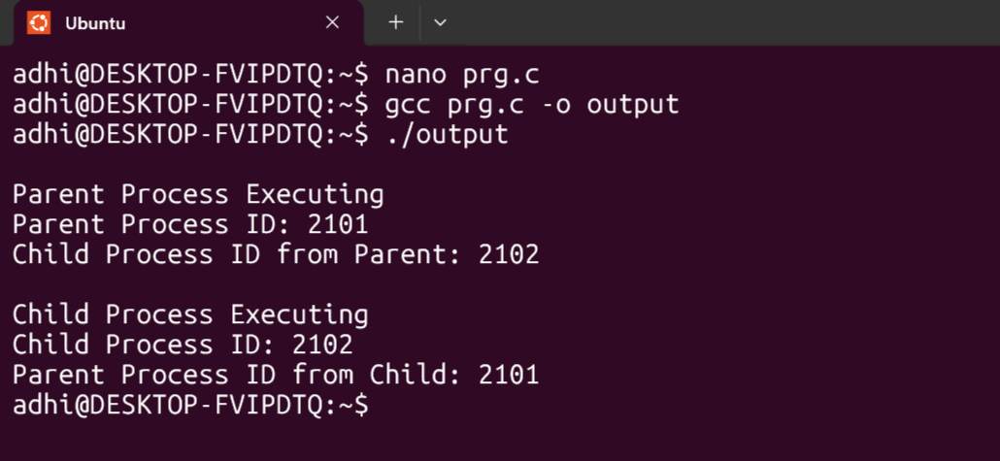 Ubuntu
adhi@DESKTOP-FVIPDTQ:~$ nano prg.c
adhi@DESKTOP-FVIPDTQ:~$ gcc prg.c -o output
adhi@DESKTOP-FVIPDTQ:~$ ./output
Parent Process Executing
Parent Process ID: 2101
Child Process ID from Parent: 2102
Child Process Executing
Child Process ID: 2102
Parent Process ID from Child: 2101
adhi@DESKTOP-FVIPDTQ:~$